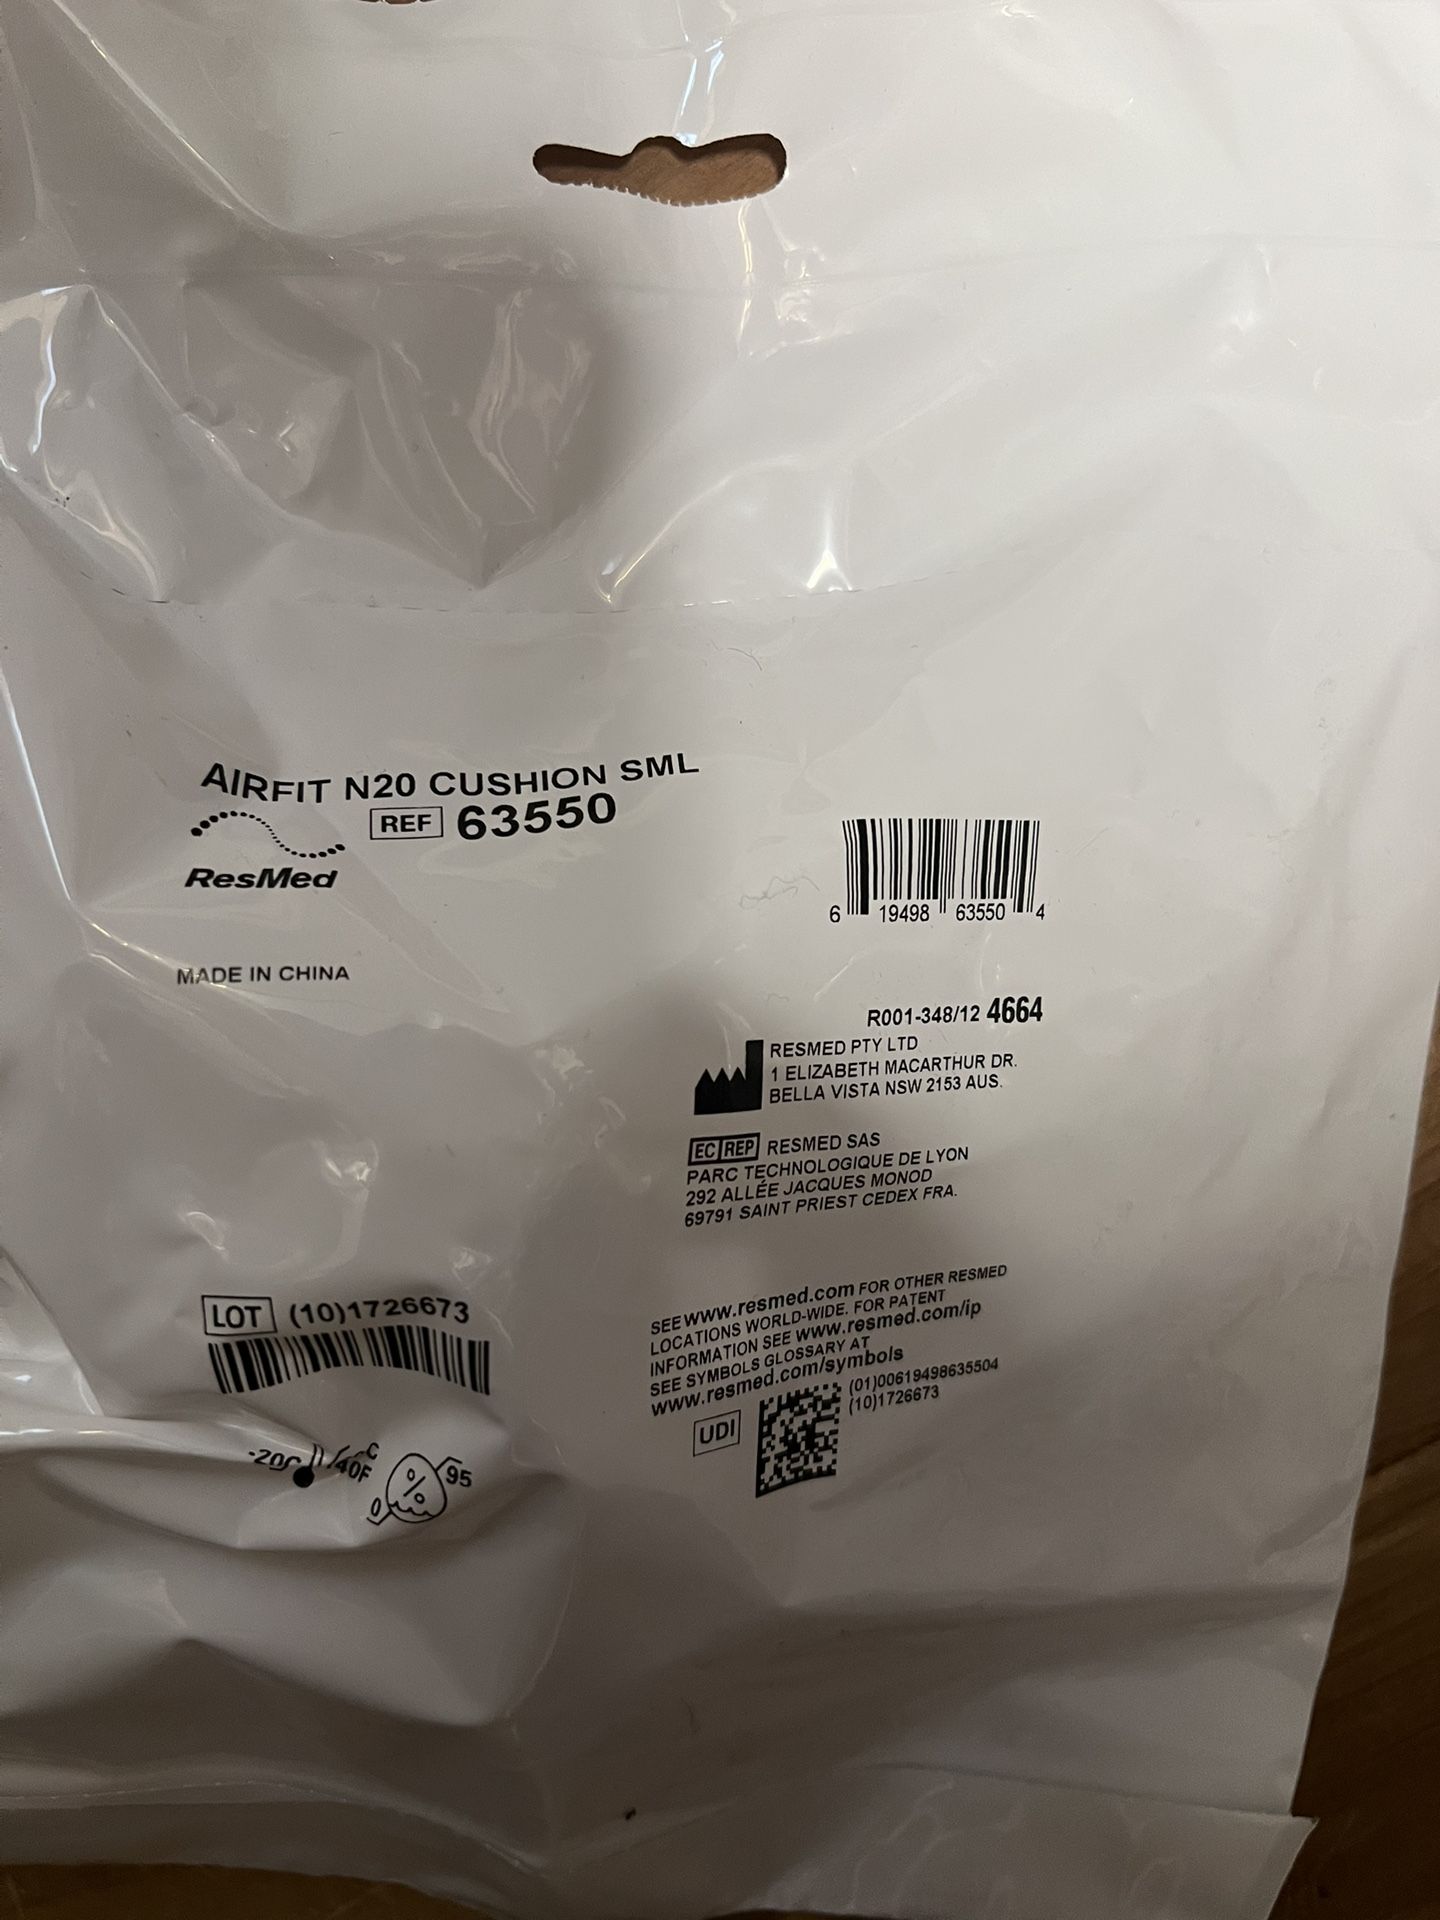 AIRFIT N20 CUSHION SML
REF 63550
ResMed
6 19498 63550 4
MADE IN CHINA
R001-348/12 4664
RESMED PTY LTD
1 ELIZABETH MACARTHUR DR.
BELLA VISTA NSW 2153 AUS.
EC REP RESMED SAS
PARC TECHNOLOGIQUE DE LYON
292 ALLÉE JACQUES MONOD
69791 SAINT PRIEST CEDEX FRA.
SEE www.resmed.com FOR OTHER RESMED
LOCATIONS WORLD-WIDE. FOR PATENT
INFORMATION SEE www.resmed.com/ip
SEE SYMBOLS GLOSSARY AT
www.resmed.com/symbols
LOT (10)1726673
UDI
(01)00619498635504
(10)1726673
0 % 95